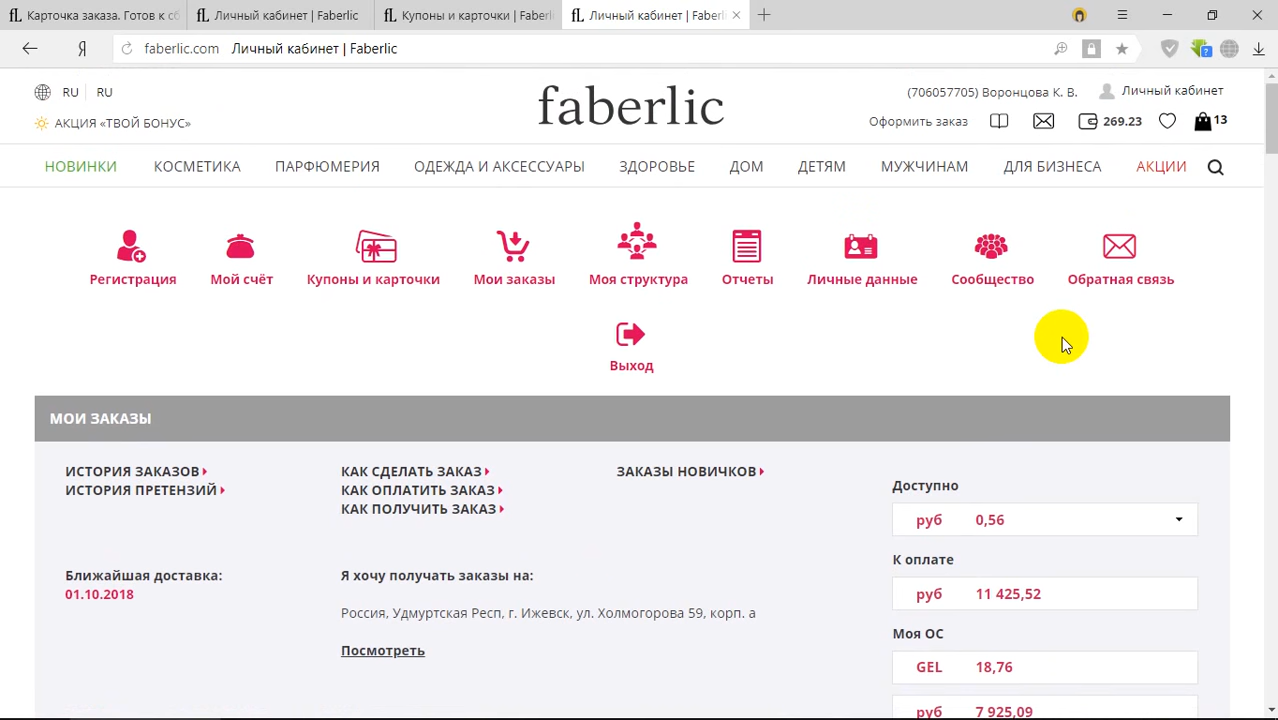 Карточка заказа. Готов к сб
Личный кабинет | Faberlic
Купоны и карточки | Faberl
Личный кабинет | Faberli
faberlic.com Личный кабинет | Faberlic
RU RU
(706057705) Воронцова К. В. Личный кабинет
faberlic
АКЦИЯ «ТВОЙ БОНУС»
Оформить заказ 269.23 13
НОВИНКИ КОСМЕТИКА ПАРФЮМЕРИЯ ОДЕЖДА И АКСЕССУАРЫ ЗДОРОВЬЕ ДОМ ДЕТЯМ МУЖЧИНАМ ДЛЯ БИЗНЕСА АКЦИИ
Регистрация Мой счёт Купоны и карточки Мои заказы Моя структура Отчеты Личные данные Сообщество Обратная связь
Выход
МОИ ЗАКАЗЫ
ИСТОРИЯ ЗАКАЗОВ
ИСТОРИЯ ПРЕТЕНЗИЙ
КАК СДЕЛАТЬ ЗАКАЗ
КАК ОПЛАТИТЬ ЗАКАЗ
КАК ПОЛУЧИТЬ ЗАКАЗ
ЗАКАЗЫ НОВИЧКОВ
Ближайшая доставка:
01.10.2018
Я хочу получать заказы на:
Россия, Удмуртская Респ, г. Ижевск, ул. Холмогорова 59, корп. а
Посмотреть
Доступно
руб 0,56
К оплате
руб 11 425,52
Моя ОС
GEL 18,76
руб 7 925,09